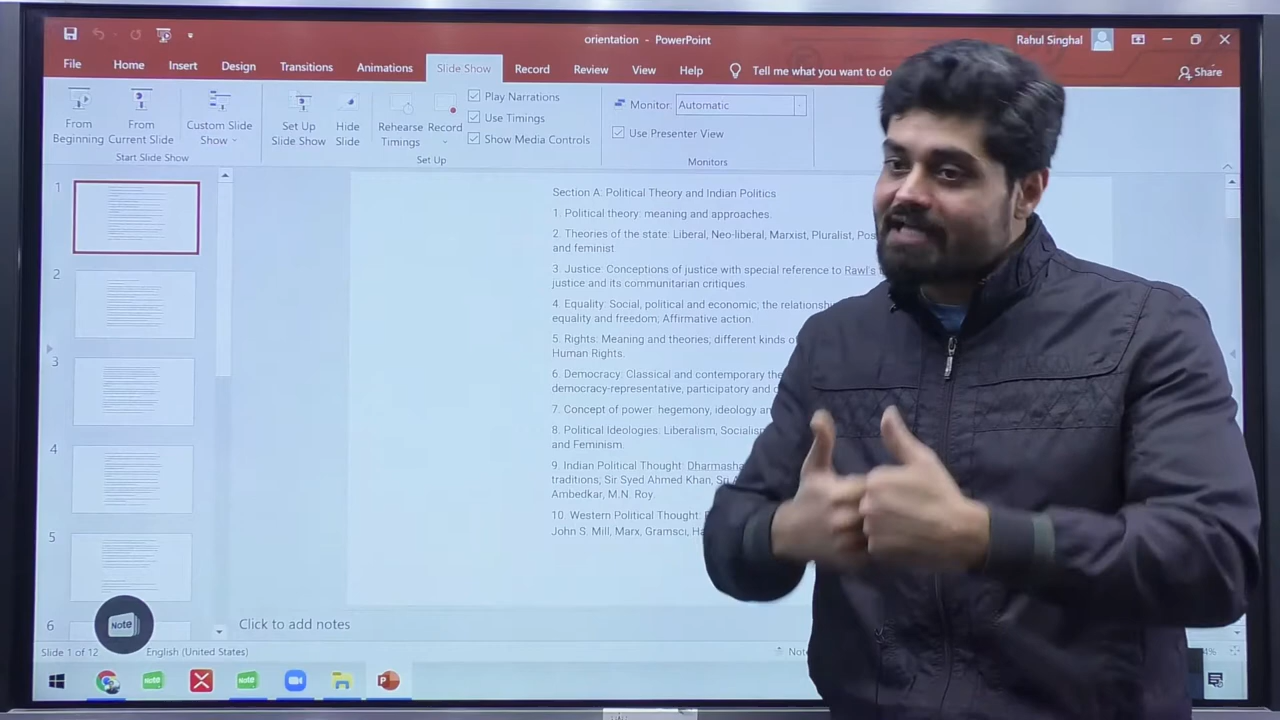 orientation - PowerPoint
Rahul Singhal
File Home Insert Design Transitions Animations Slide Show Record Review View Help Tell me what you want to do
Share
From Beginning
From Current Slide
Custom Slide Show
Start Slide Show
Set Up Slide Show
Hide Slide
Rehearse Timings
Record
Play Narrations
Use Timings
Show Media Controls
Set Up
Monitor: Automatic
Use Presenter View
Monitors
1
2
3
4
5
6
Section A: Political Theory and Indian Politics
1. Political theory: meaning and approaches.
2. Theories of the state: Liberal, Neo-liberal, Marxist, Pluralist,
and feminist
3. Justice: Conceptions of justice with special reference to Rawl's
justice and its communitarian critiques
4. Equality: Social, political and economic; the
equality and freedom; Affirmative action.
5. Rights: Meaning and theories; different kinds of
Human Rights.
6. Democracy: Classical and contemporary
democracy-representative, participatory and
7. Concept of power hegemony, ideology
8. Political Ideologies: Liberalism,
and Feminism.
9. Indian Political Thought:
traditions; Sir Syed Ahmed Khan,
Ambedkar, M.N. Roy.
10. Western Political Thought:
John S. Mill, Marx, Gramsci,
Note
Click to add notes
Slide 1 of 12
English (United States)
Note
Note